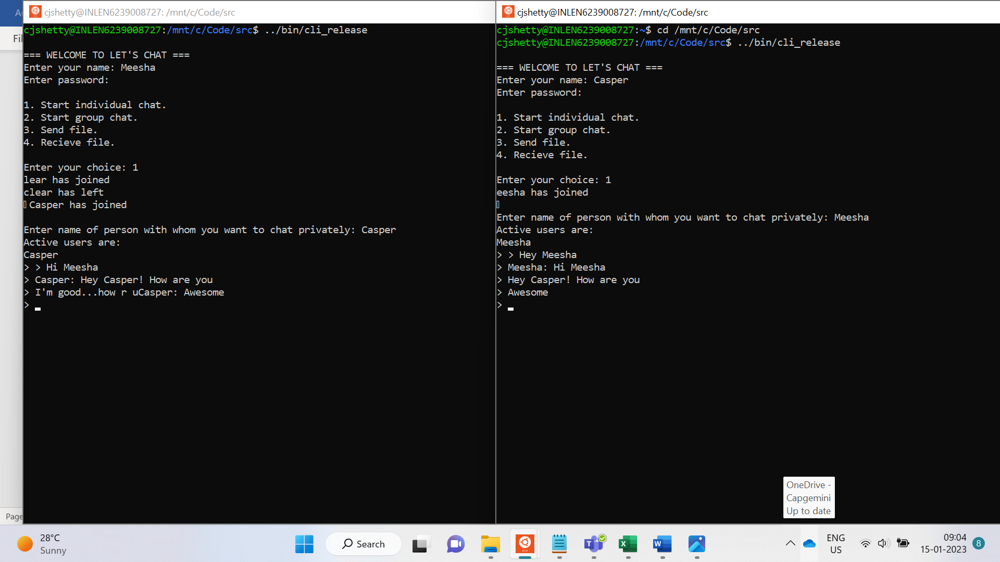 cjshetty@INLEN6239008727: /mnt/c/Code/src
Fil
Page
cjshetty@INLEN6239008727:/mnt/c/Code/src$ ../bin/cli_release
=== WELCOME TO LET'S CHAT ===
Enter your name: Meesha
Enter password:
1. Start individual chat.
2. Start group chat.
3. Send file.
4. Recieve file.
Enter your choice: 1
lear has joined
clear has left
Casper has joined
Enter name of person with whom you want to chat privately: Casper
Active users are:
Casper
> > Hi Meesha
> Casper: Hey Casper! How are you
> I'm good...how r uCasper: Awesome
>
cjshetty@INLEN6239008727: /mnt/c/Code/src
cjshetty@INLEN6239008727:~$ cd /mnt/c/Code/src
cjshetty@INLEN6239008727:/mnt/c/Code/src$ ../bin/cli_release
=== WELCOME TO LET'S CHAT ===
Enter your name: Casper
Enter password:
1. Start individual chat.
2. Start group chat.
3. Send file.
4. Recieve file.
Enter your choice: 1
eesha has joined
Enter name of person with whom you want to chat privately: Meesha
Active users are:
Meesha
> > Hey Meesha
> Meesha: Hi Meesha
> Hey Casper! How are you
> Awesome
>
OneDrive -
Capgemini
Up to date
28°C
Sunny
Search
ENG
US
09:04
15-01-2023
8